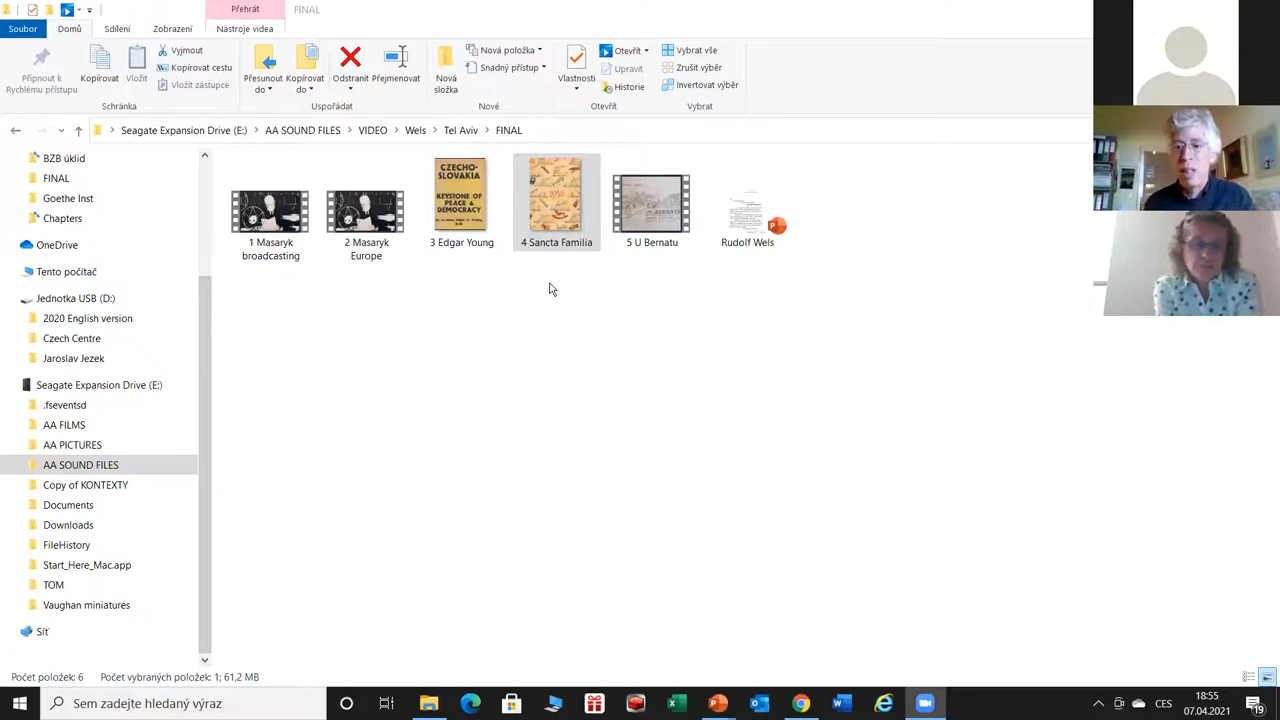 Přehrát
FINAL
Soubor
Domů
Sdílení
Zobrazení
Nástroje videa
Připnout k
Rychlému přístupu
Kopírovat
Vložit
Vyjmout
Kopírovat cestu
Vložit zástupce
Schránka
Přesunout
do
Kopírovat
do
Odstranit
Přejmenovat
Uspořádat
Nová
složka
Nová položka
Snadný přístup
Nové
Vlastnosti
Otevřít
Upravit
Historie
Otevřít
Vybrat vše
Zrušit výběr
Invertovat výběr
Vybrat
Seagate Expansion Drive (E:) > AA SOUND FILES > VIDEO > Wels > Tel Aviv > FINAL
BZB úklid
FINAL
Goethe Inst
Chapters
OneDrive
Tento počítač
Jednotka USB (D:)
2020 English version
Czech Centre
Jaroslav Jezek
Seagate Expansion Drive (E:)
.fseventsd
AA FILMS
AA PICTURES
AA SOUND FILES
Copy of KONTEXTY
Documents
Downloads
FileHistory
Start_Here_Mac.app
TOM
Vaughan miniatures
Síť
CZECHO-
SLOVAKIA
KEYSTONE OF
PEACE &
DEMOCRACY
1938
1 Masaryk
broadcasting
2 Masaryk
Europe
3 Edgar Young
4 Sancta Familia
5 U Bernatu
Rudolf Wels
Počet položek: 6
Počet vybraných položek: 1; 61,2 MB
Sem zadejte hledaný výraz
CES
18:55
07.04.2021
19